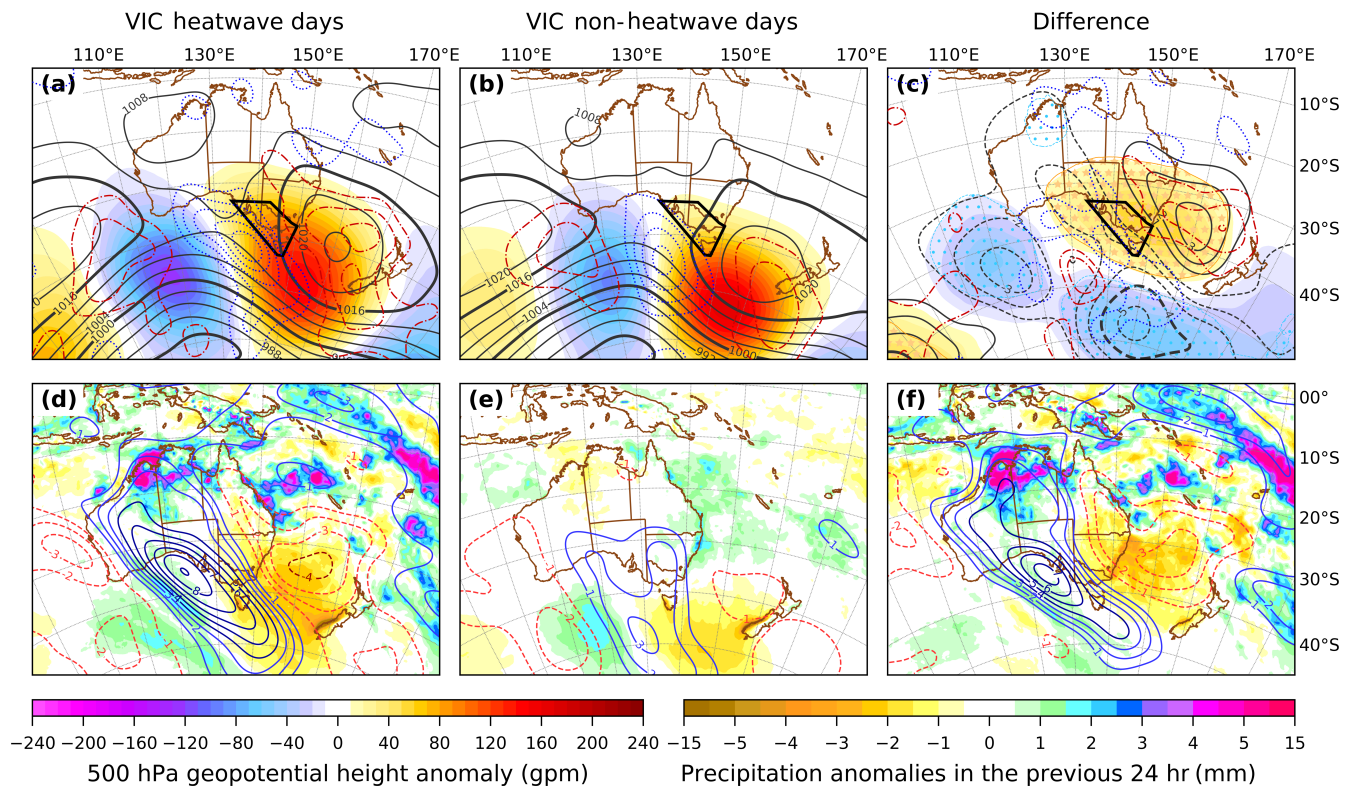 VIC heatwave days VIC non-heatwave days Difference
110°E 130°E 150°E 170°E 110°E 130°E 150°E 170°E 110°E 130°E 150°E 170°E
(a) (b) (c)
1008 1008
10°S
20°S
30°S
40°S
1020
1016 1016 1004 1000 988
1020 1016 1004 1000 1020
(d) (e) (f)
00°
10°S
20°S
30°S
40°S
−240 −200 −160 −120 −80 −40 0 40 80 120 160 200 240
500 hPa geopotential height anomaly (gpm)
−15 −5 −4 −3 −2 −1 0 1 2 3 4 5 15
Precipitation anomalies in the previous 24 hr (mm)